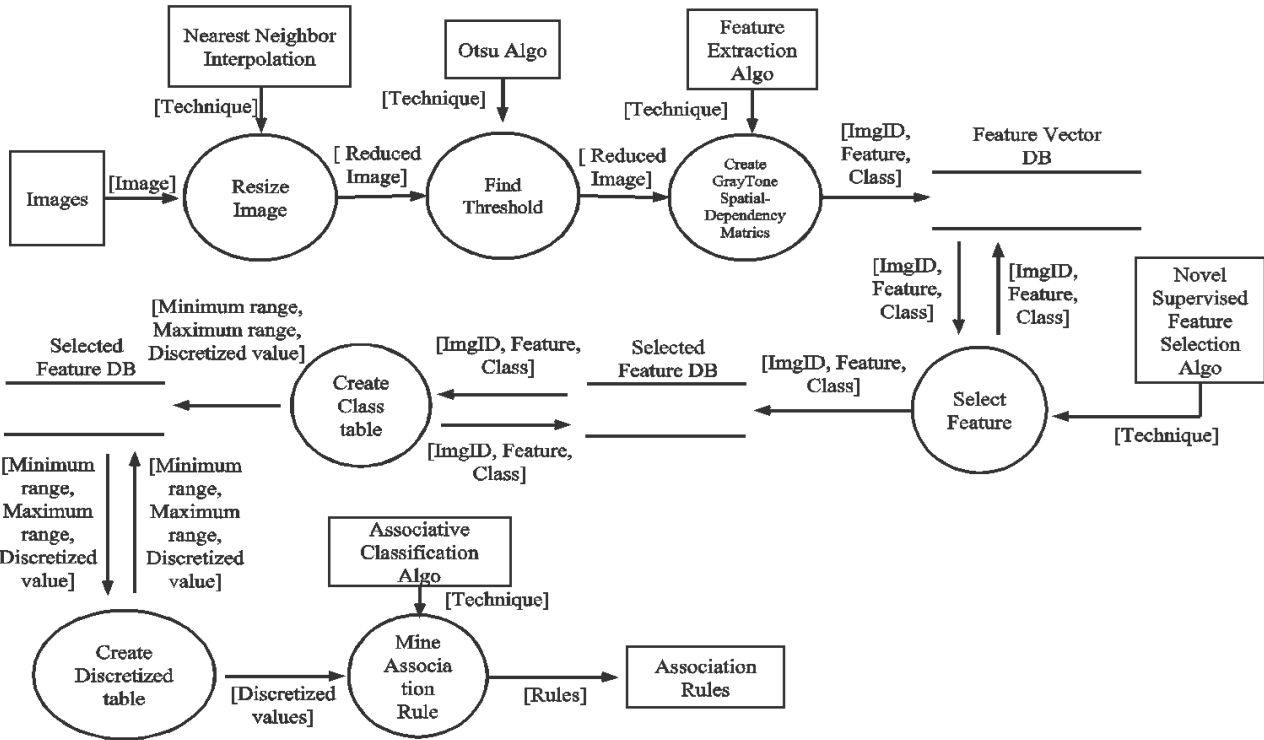 Nearest Neighbor
Interpolation
Otsu Algo
Feature
Extraction
Algo
[Technique]
[Technique]
[Technique]
Images
[Image]
Resize
Image
[ Reduced
Image]
Find
Threshold
[ Reduced
Image]
Create
GrayTone
Spatial-
Dependency
Matrics
[ImgID,
Feature,
Class]
Feature Vector
DB
[ImgID,
Feature,
Class]
[ImgID,
Feature,
Class]
Novel
Supervised
Feature
Selection
Algo
[Technique]
Select
Feature
[ImgID, Feature,
Class]
Selected
Feature DB
[ImgID, Feature,
Class]
[ImgID, Feature,
Class]
Create
Class
table
[Minimum range,
Maximum range,
Discretized value]
Selected
Feature DB
[Minimum
range,
Maximum
range,
Discretized
value]
[Minimum
range,
Maximum
range,
Discretized
value]
Create
Discretized
table
[Discretized
values]
Associative
Classification
Algo
[Technique]
Mine
Associa
tion
Rule
[Rules]
Association
Rules